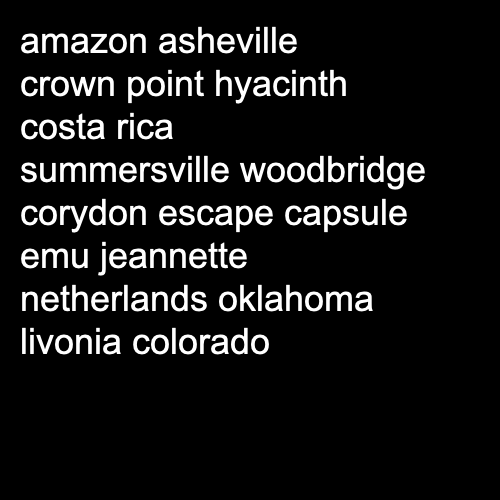 amazon asheville
crown point hyacinth
costa rica
summersville woodbridge
corydon escape capsule
emu jeannette
netherlands oklahoma
livonia colorado